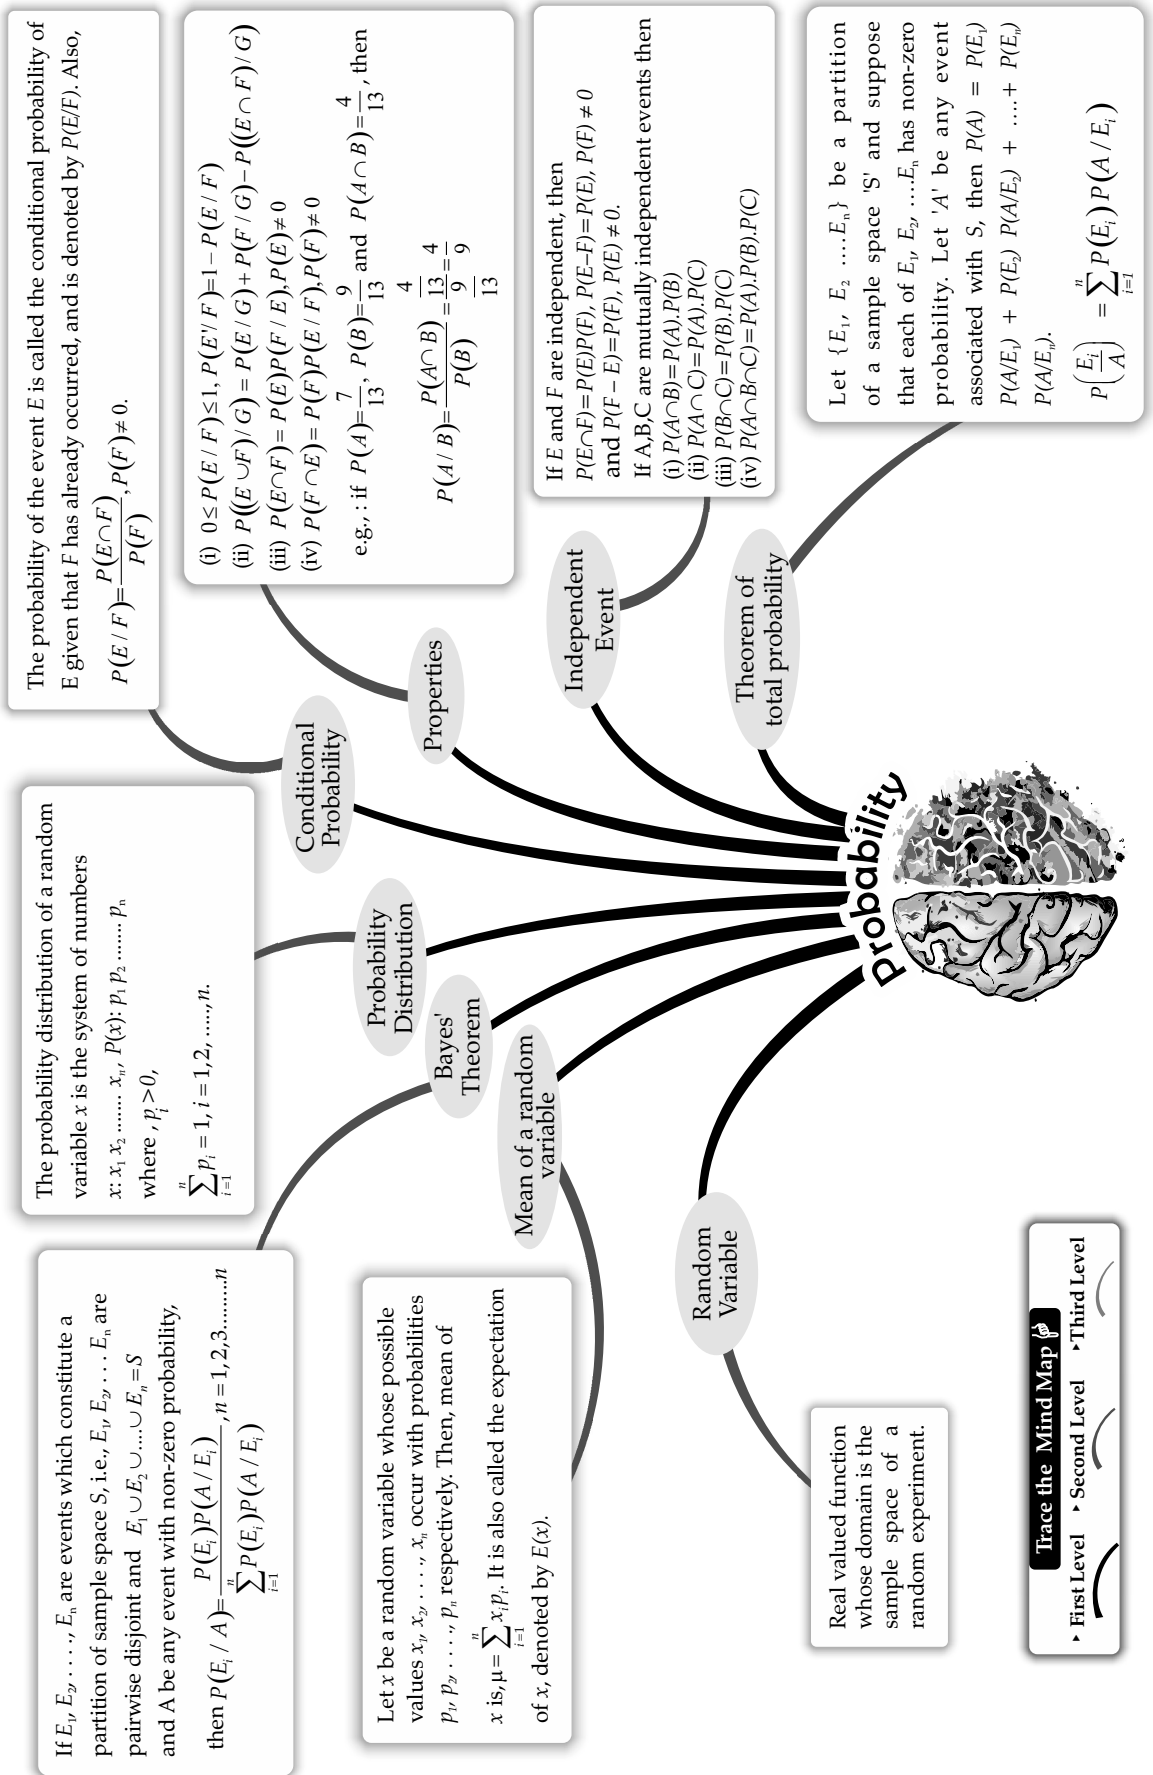 The probability of the event E is called the conditional probability of
E given that F has already occurred, and is denoted by P(E/F). Also,
P(E / F)=P(E∩F)/P(F), P(F)≠0.
(i) 0≤P(E / F)≤1, P(E'/ F)=1−P(E / F)
(ii) P((E∪F)/ G) = P(E / G)+P(F / G)−P((E∩F)/ G)
(iii) P(E∩F)= P(E)P(F / E),P(E)≠0
(iv) P(F∩E)= P(F)P(E / F),P(F)≠0
e.g., : if P(A)=7/13, P(B)=9/13 and P(A∩B)=4/13, then
P(A / B)=P(A∩B)/P(B)=(4/13)/(9/13)=4/9
If E and F are independent, then
P(E∩F)=P(E)P(F), P(E–F)=P(E), P(F)≠0
and P(F – E)=P(F), P(E)≠0.
If A,B,C are mutually independent events then
(i) P(A∩B)=P(A).P(B)
(ii) P(A∩C)=P(A).P(C)
(iii) P(B∩C)=P(B).P(C)
(iv) P(A∩B∩C)=P(A).P(B).P(C)
Let {E₁, E₂ .....Eₙ} be a partition
of a sample space 'S' and suppose
that each of E₁, E₂, ....Eₙ has non-zero
probability. Let 'A' be any event
associated with S, then P(A) = P(E₁)
P(A/E₁) + P(E₂) P(A/E₂) + ....+ P(Eₙ)
P(A/Eₙ).
P(Eᵢ/A) = ∑ⁿᵢ₌₁ P(Eᵢ)P(A / Eᵢ)
Conditional
Probability
Properties
Independent
Event
Theorem of
total probability
The probability distribution of a random
variable x is the system of numbers
x: x₁ x₂ ........ xₙ, P(x): p₁ p₂ ........ pₙ
where , pᵢ>0,
∑ⁿᵢ₌₁ pᵢ = 1, i = 1,2, .....,n.
Probability
Distribution
Bayes'
Theorem
Mean of a random
variable
Random
Variable
Probability
If E₁, E₂, . . . ., Eₙ are events which constitute a
partition of sample space S, i.e., E₁, E₂, . . . Eₙ are
pairwise disjoint and E₁∪E₂∪....∪Eₙ=S
and A be any event with non-zero probability,
then P(Eᵢ / A)=P(Eᵢ)P(A / Eᵢ)/∑ⁿᵢ₌₁P(Eᵢ)P(A / Eᵢ), n=1,2,3..........n
Let x be a random variable whose possible
values x₁, x₂, . . . ., xₙ occur with probabilities
p₁, p₂, . . . ., pₙ respectively. Then, mean of
x is, μ= ∑ⁿᵢ₌₁ xᵢpᵢ. It is also called the expectation
of x, denoted by E(x).
Real valued function
whose domain is the
sample space of a
random experiment.
Trace the Mind Map
▸ First Level ▸ Second Level ▸ Third Level